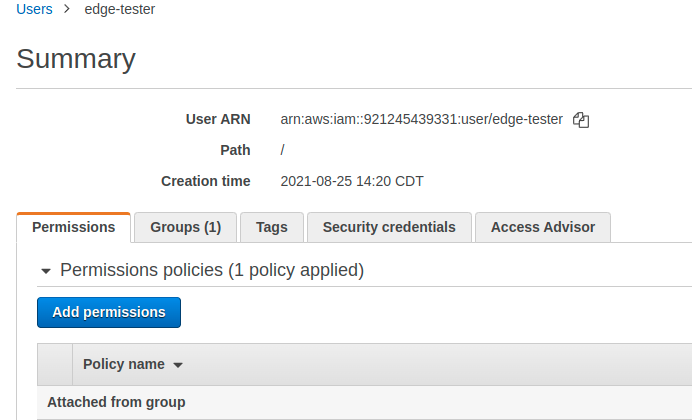 Users > edge-tester
Summary
User ARN arn:aws:iam::921245439331:user/edge-tester
Path /
Creation time 2021-08-25 14:20 CDT
Permissions Groups (1) Tags Security credentials Access Advisor
Permissions policies (1 policy applied)
Add permissions
Policy name
Attached from group